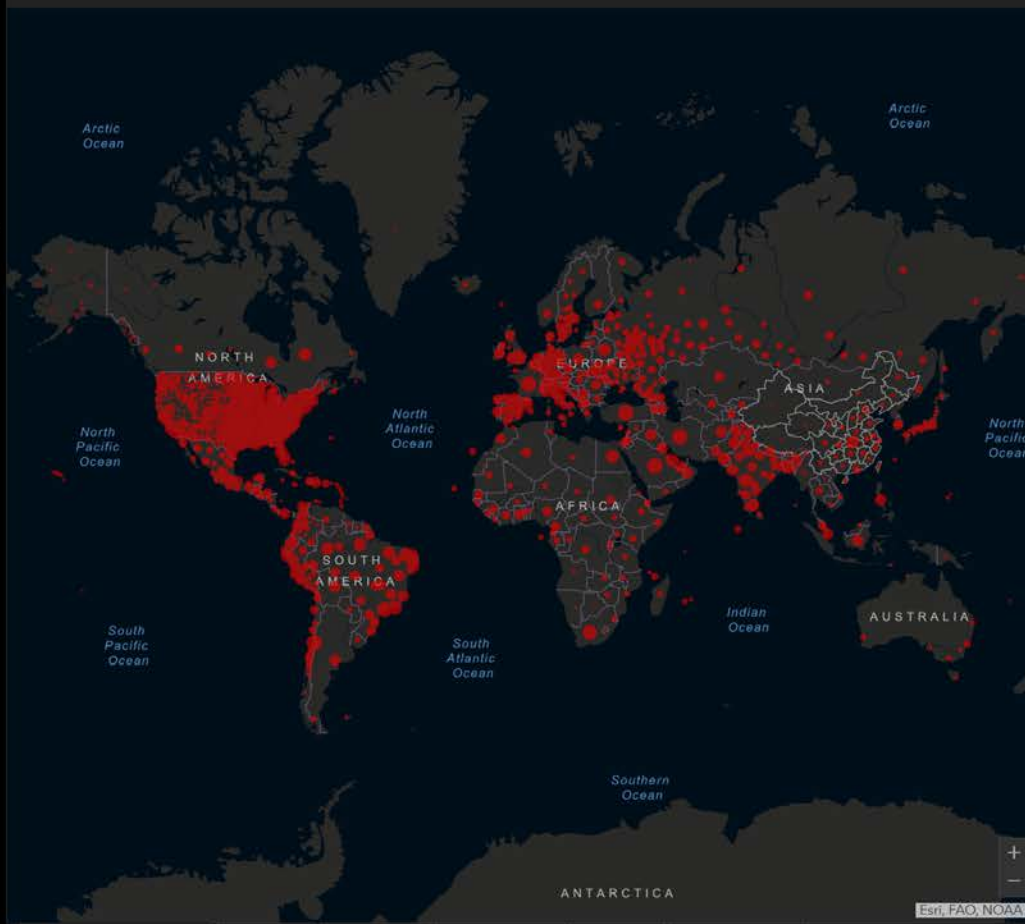 Arctic
Ocean
Arctic
Ocean
NORTH
AMERICA
EUROPE
ASIA
North
Pacific
Ocean
North
Atlantic
Ocean
North
Pacific
Ocean
AFRICA
SOUTH
AMERICA
Indian
Ocean
AUSTRALIA
South
Pacific
Ocean
South
Atlantic
Ocean
Southern
Ocean
ANTARCTICA
+
−
Esri, FAO, NOAA